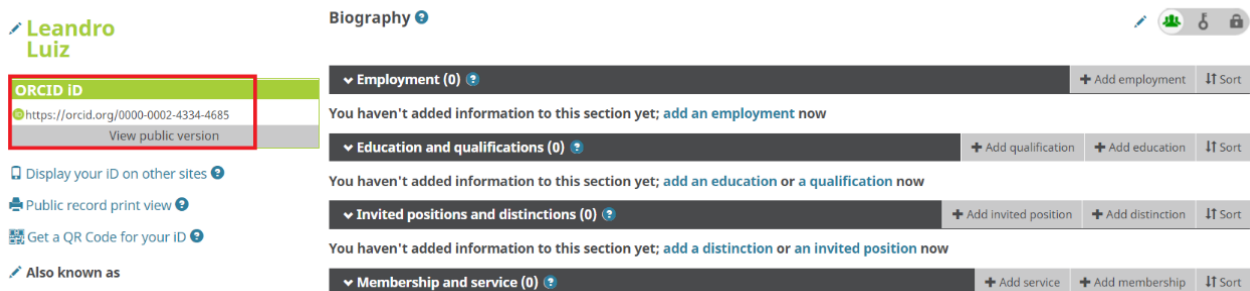 Leandro
Luiz
ORCID iD
https://orcid.org/0000-0002-4334-4685
View public version
Display your iD on other sites
Public record print view
Get a QR Code for your iD
Also known as
Biography
Employment (0)
Add employment
Sort
You haven't added information to this section yet; add an employment now
Education and qualifications (0)
Add qualification
Add education
Sort
You haven't added information to this section yet; add an education or a qualification now
Invited positions and distinctions (0)
Add invited position
Add distinction
Sort
You haven't added information to this section yet; add a distinction or an invited position now
Membership and service (0)
Add service
Add membership
Sort